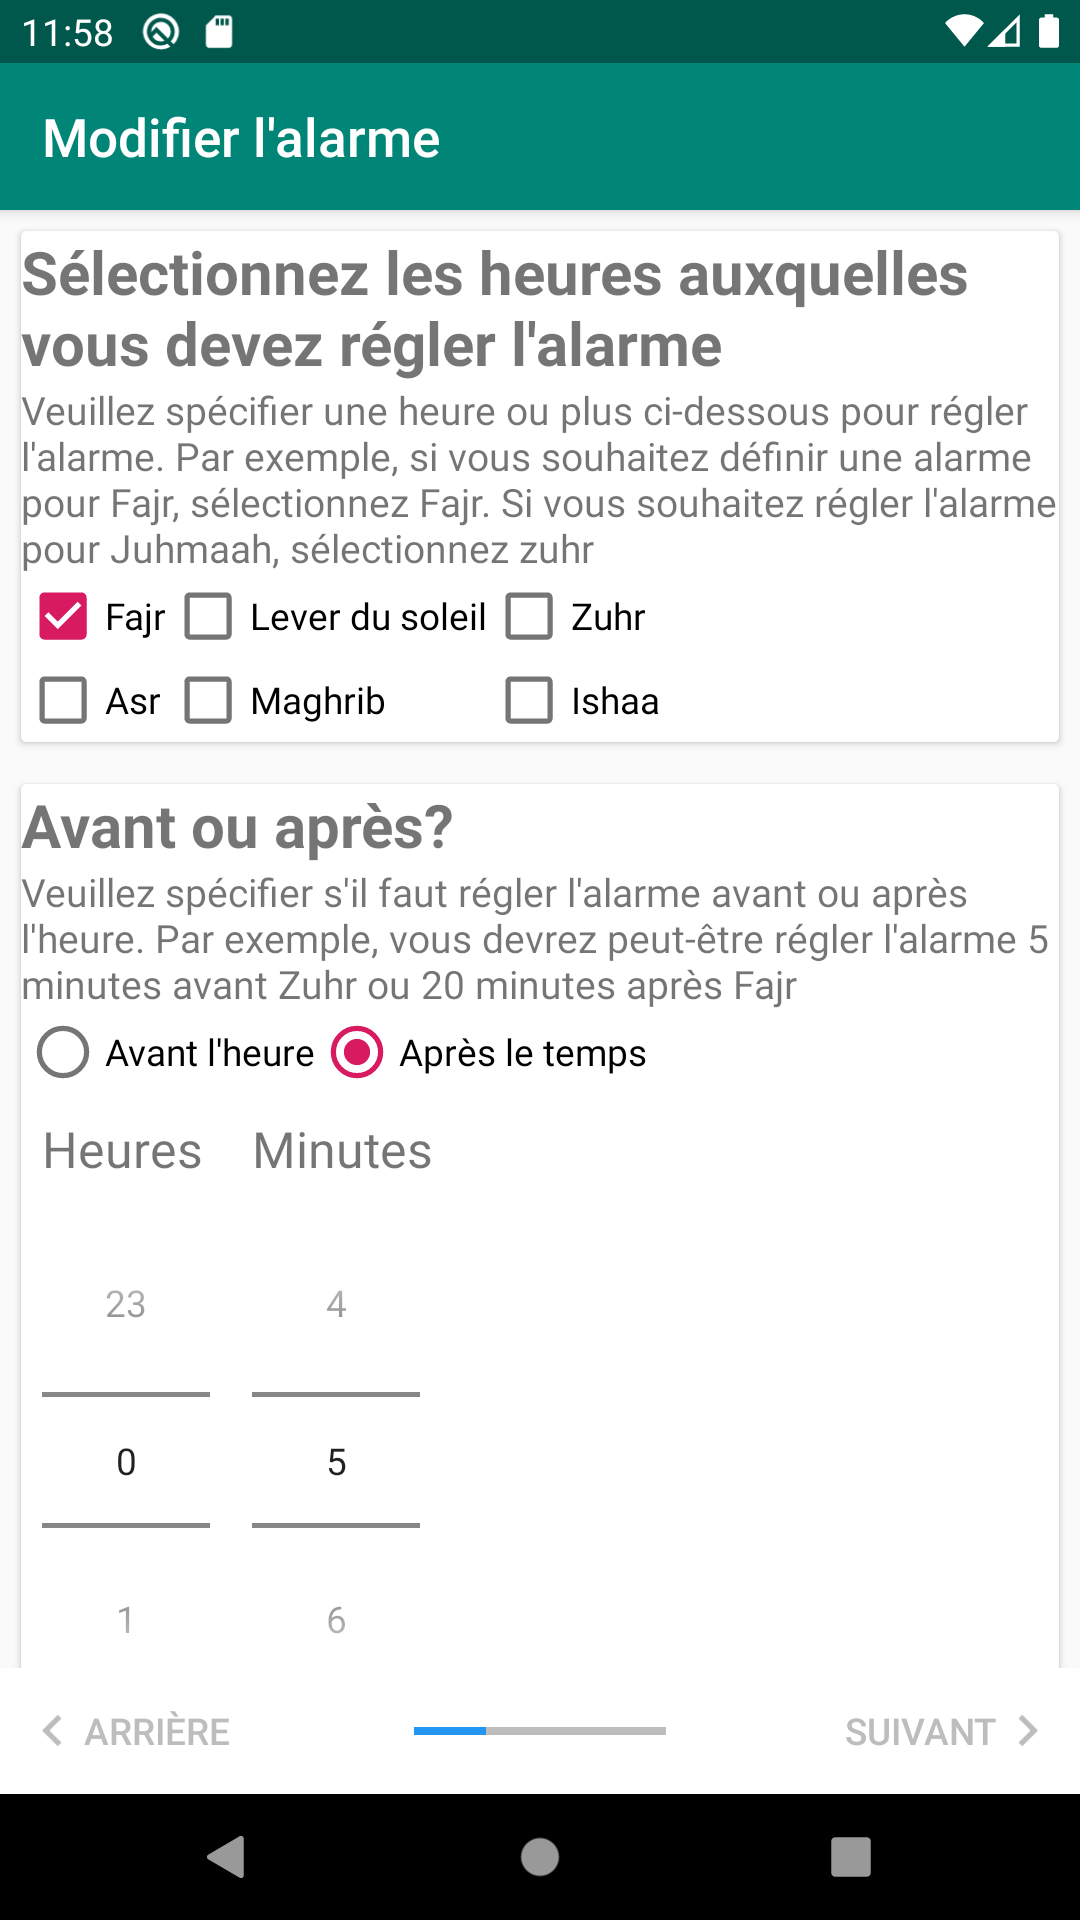 11:58
Modifier l'alarme
Sélectionnez les heures auxquelles
vous devez régler l'alarme
Veuillez spécifier une heure ou plus ci-dessous pour régler
l'alarme. Par exemple, si vous souhaitez définir une alarme
pour Fajr, sélectionnez Fajr. Si vous souhaitez régler l'alarme
pour Juhmaah, sélectionnez zuhr
Fajr Lever du soleil Zuhr
Asr Maghrib Ishaa
Avant ou après?
Veuillez spécifier s'il faut régler l'alarme avant ou après
l'heure. Par exemple, vous devrez peut-être régler l'alarme 5
minutes avant Zuhr ou 20 minutes après Fajr
Avant l'heure Après le temps
Heures Minutes
23 4
0 5
1 6
ARRIÈRE SUIVANT